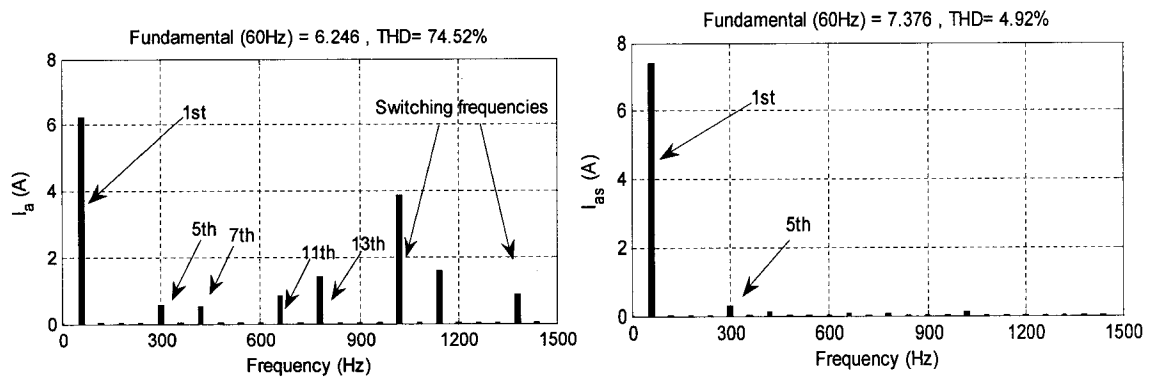 Fundamental (60Hz) = 6.246 , THD= 74.52%
8
6
4
2
0
I_a (A)
1st
5th
7th
11th
13th
Switching frequencies
0 300 600 900 1200 1500
Frequency (Hz)
Fundamental (60Hz) = 7.376 , THD= 4.92%
8
6
4
2
0
I_as (A)
1st
5th
0 300 600 900 1200 1500
Frequency (Hz)